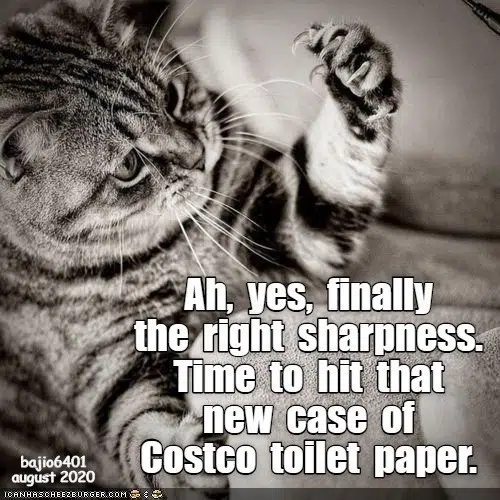 Ah, yes, finally
the right sharpness.
Time to hit that
new case of
Costco toilet paper.
bajio6401
august 2020
ICANHASCHEEZBURGER.COM